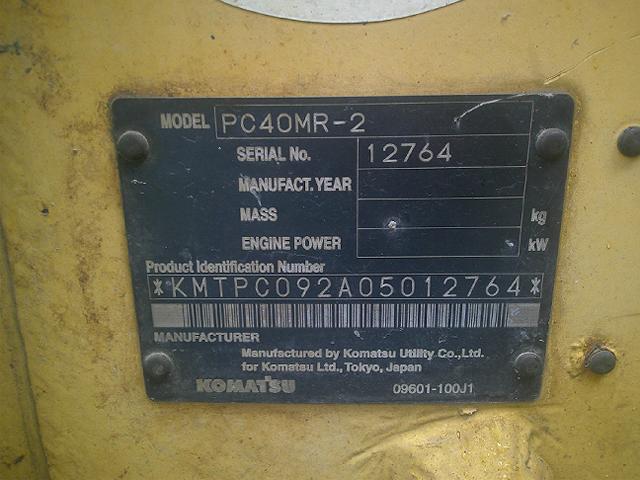 MODEL PC40MR-2
SERIAL No. 12764
MANUFACT. YEAR
MASS kg
ENGINE POWER kW
Product Identification Number
*KMTPC092A05012764*
MANUFACTURER
Manufactured by Komatsu Utility Co.,Ltd.
for Komatsu Ltd., Tokyo, Japan
KOMATSU 09601-100J1